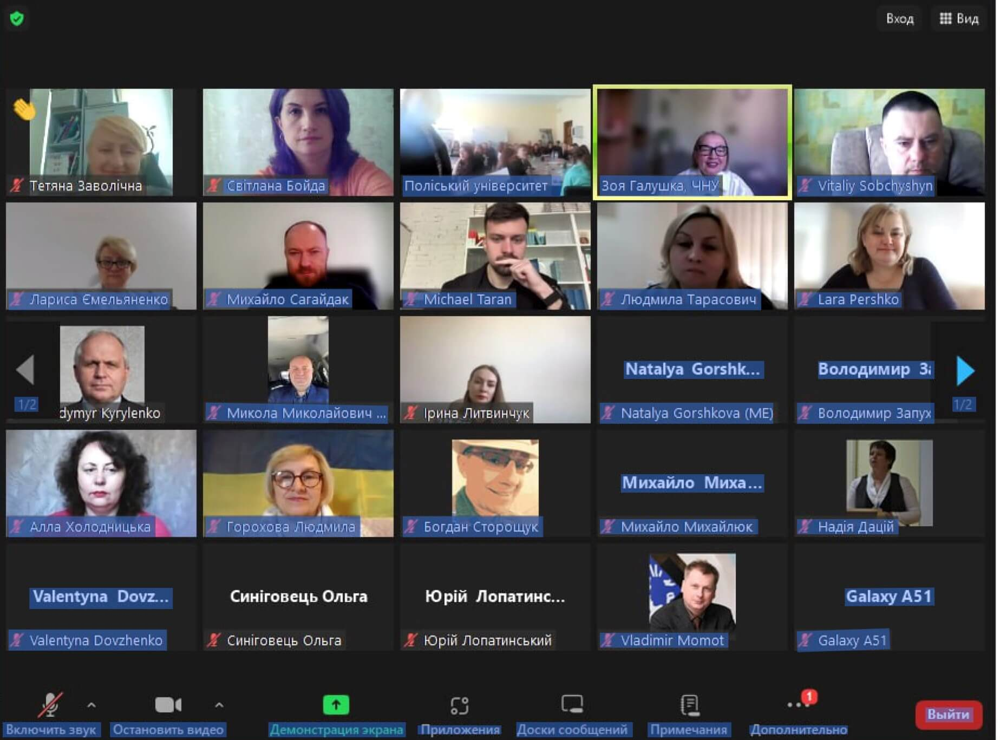 Вход
Вид
Тетяна Заволічна
Світлана Бойда
Поліський університет
Зоя Галушка, ЧНУ
Vitaliy Sobchyshyn
Лариса Ємельяненко
Михайло Сагайдак
Michael Taran
Людмила Тарасович
Lara Pershko
1/2
dymyr Kyrylenko
Микола Миколайович ...
Ірина Литвинчук
Natalya Gorshk...
Natalya Gorshkova (ME)
Володимир За
Володимир Запух
1/2
Алла Холодницька
Горохова Людмила
Богдан Сторощук
Михайло Миха...
Михайло Михайлюк
Надія Дацій
Valentyna Dovz...
Valentyna Dovzhenko
Синіговець Ольга
Синіговець Ольга
Юрій Лопатинс...
Юрій Лопатинський
Vladimir Momot
Galaxy A51
Galaxy A51
Включить звук
Остановить видео
Демонстрация экрана
Приложения
Доски сообщений
Примечания
1
Дополнительно
Выйти